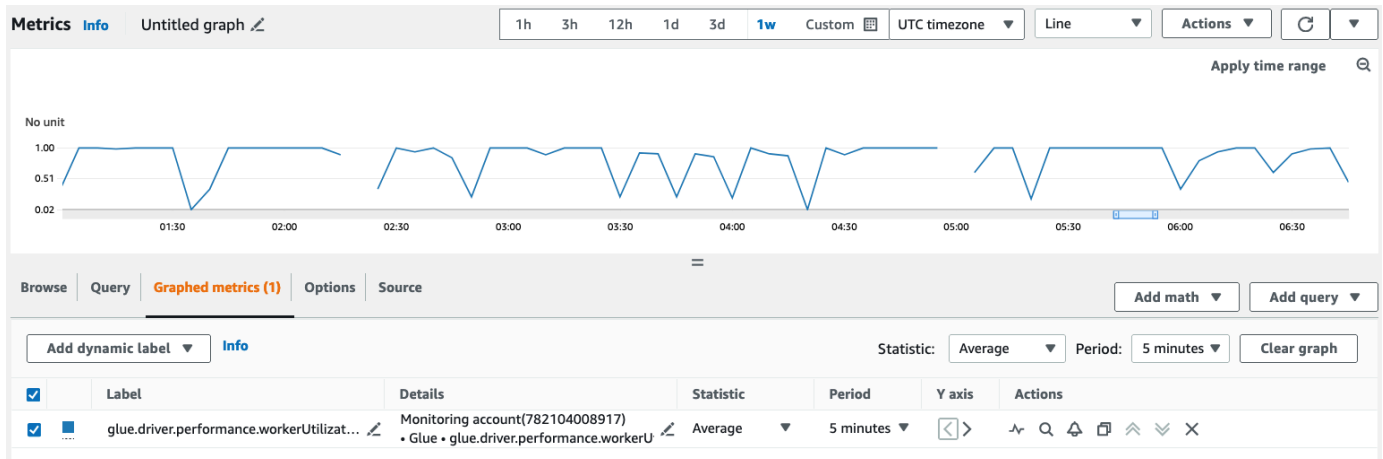 Metrics Info Untitled graph 1h 3h 12h 1d 3d 1w Custom UTC timezone Line Actions
Apply time range
No unit
1.00
0.51
0.02
01:30 02:00 02:30 03:00 03:30 04:00 04:30 05:00 05:30 06:00 06:30
Browse Query Graphed metrics (1) Options Source Add math Add query
Add dynamic label Info Statistic: Average Period: 5 minutes Clear graph
Label Details Statistic Period Y axis Actions
glue.driver.performance.workerUtilizat... Monitoring account(782104008917) Average 5 minutes
• Glue • glue.driver.performance.workerU